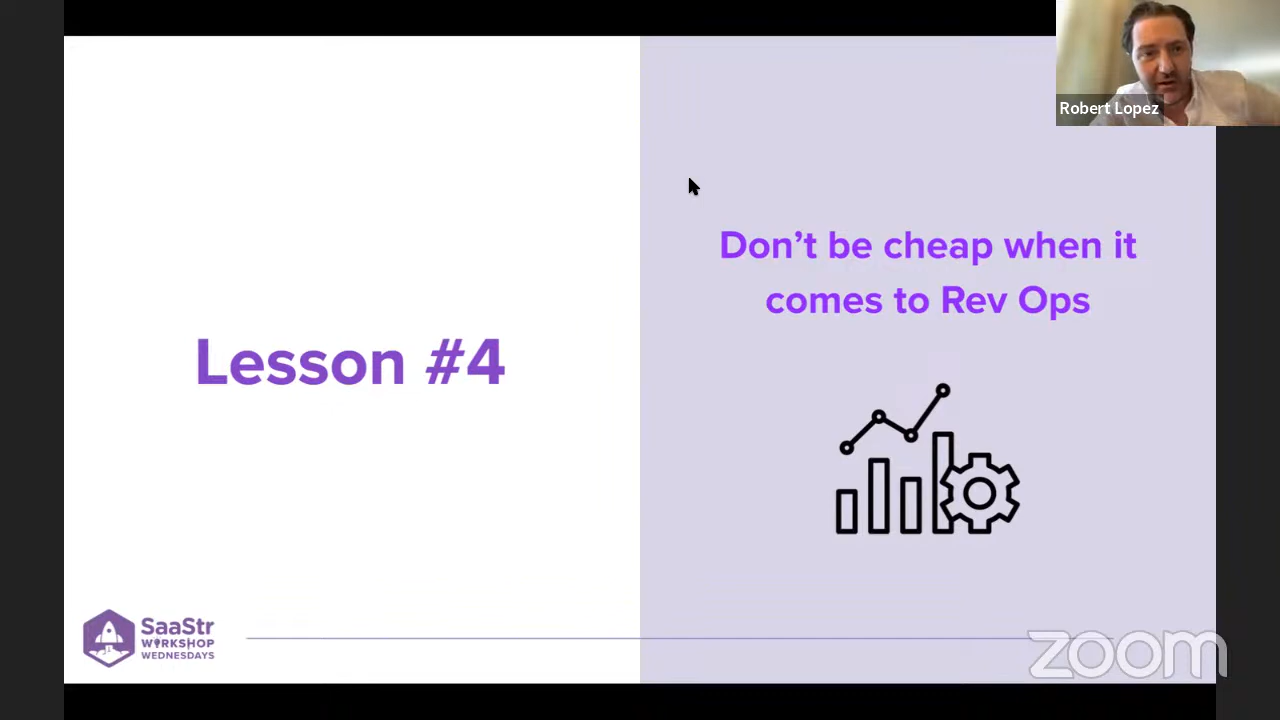 Robert Lopez
Don't be cheap when it
comes to Rev Ops
Lesson #4
SaaStr
WORKSHOP
WEDNESDAYS
zoom